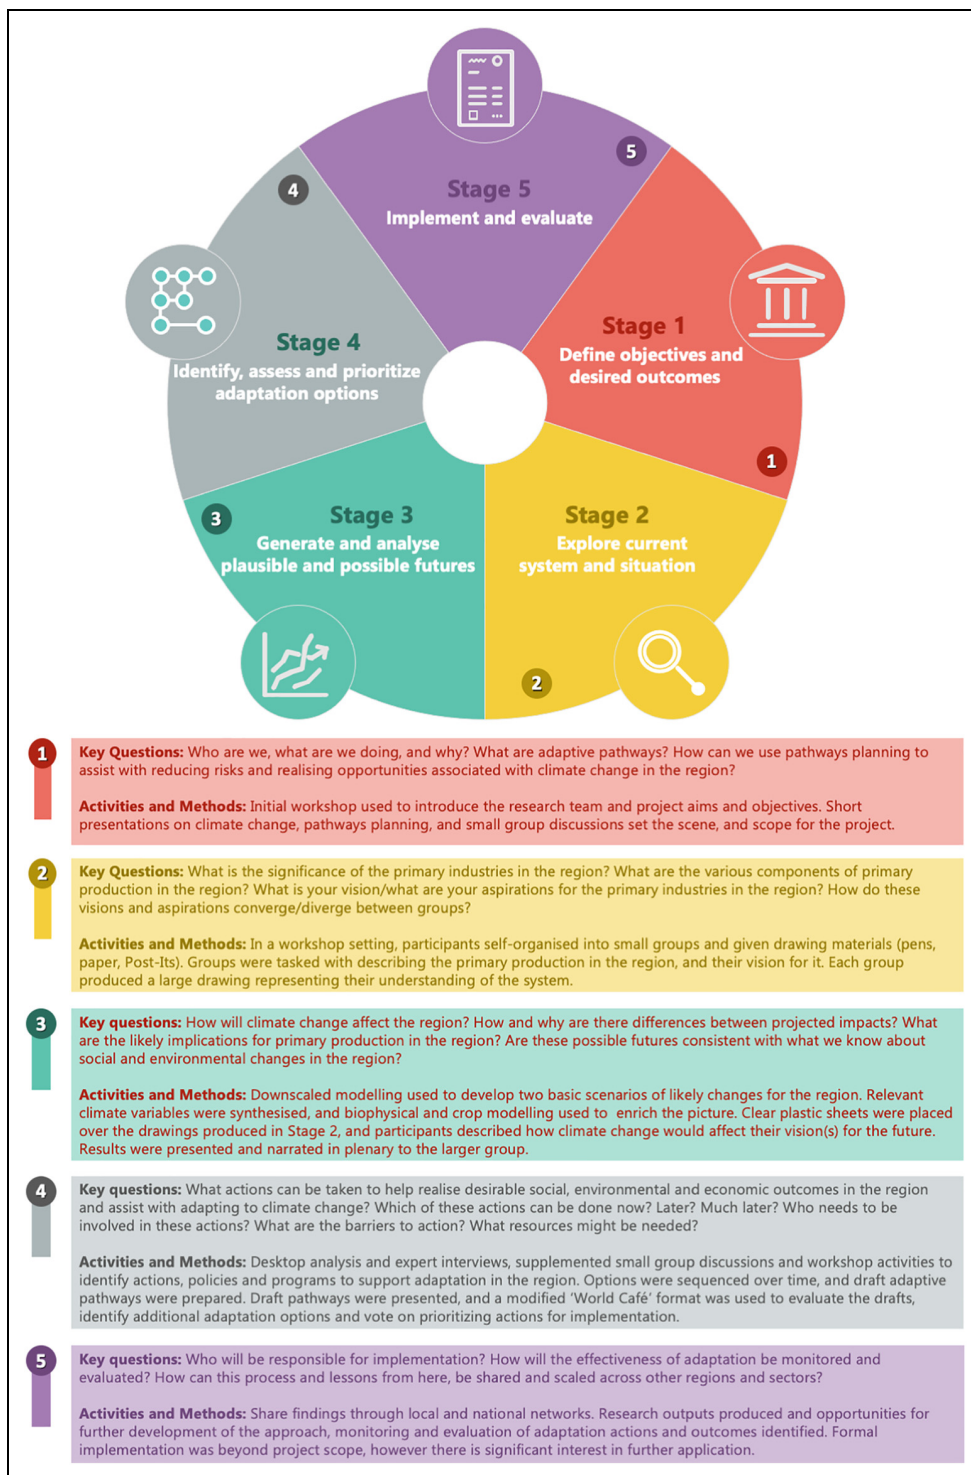 5
Stage 5
Implement and evaluate
4
Stage 1
Define objectives and
desired outcomes
1
Stage 4
Identify, assess and prioritize
adaptation options
3
Stage 3
Generate and analyse
plausible and possible futures
Stage 2
Explore current
system and situation
2
1
Key Questions: Who are we, what are we doing, and why? What are adaptive pathways? How can we use pathways planning to
assist with reducing risks and realising opportunities associated with climate change in the region?
Activities and Methods: Initial workshop used to introduce the research team and project aims and objectives. Short
presentations on climate change, pathways planning, and small group discussions set the scene, and scope for the project.
2
Key Questions: What is the significance of the primary industries in the region? What are the various components of primary
production in the region? What is your vision/what are your aspirations for the primary industries in the region? How do these
visions and aspirations converge/diverge between groups?
Activities and Methods: In a workshop setting, participants self-organised into small groups and given drawing materials (pens,
paper, Post-Its). Groups were tasked with describing the primary production in the region, and their vision for it. Each group
produced a large drawing representing their understanding of the system.
3
Key questions: How will climate change affect the region? How and why are there differences between projected impacts? What
are the likely implications for primary production in the region? Are these possible futures consistent with what we know about
social and environmental changes in the region?
Activities and Methods: Downscaled modelling used to develop two basic scenarios of likely changes for the region. Relevant
climate variables were synthesised, and biophysical and crop modelling used to enrich the picture. Clear plastic sheets were placed
over the drawings produced in Stage 2, and participants described how climate change would affect their vision(s) for the future.
Results were presented and narrated in plenary to the larger group.
4
Key questions: What actions can be taken to help realise desirable social, environmental and economic outcomes in the region
and assist with adapting to climate change? Which of these actions can be done now? Later? Much later? Who needs to be
involved in these actions? What are the barriers to action? What resources might be needed?
Activities and Methods: Desktop analysis and expert interviews, supplemented small group discussions and workshop activities to
identify actions, policies and programs to support adaptation in the region. Options were sequenced over time, and draft adaptive
pathways were prepared. Draft pathways were presented, and a modified ‘World Café’ format was used to evaluate the drafts,
identify additional adaptation options and vote on prioritizing actions for implementation.
5
Key questions: Who will be responsible for implementation? How will the effectiveness of adaptation be monitored and
evaluated? How can this process and lessons from here, be shared and scaled across other regions and sectors?
Activities and Methods: Share findings through local and national networks. Research outputs produced and opportunities for
further development of the approach, monitoring and evaluation of adaptation actions and outcomes identified. Formal
implementation was beyond project scope, however there is significant interest in further application.